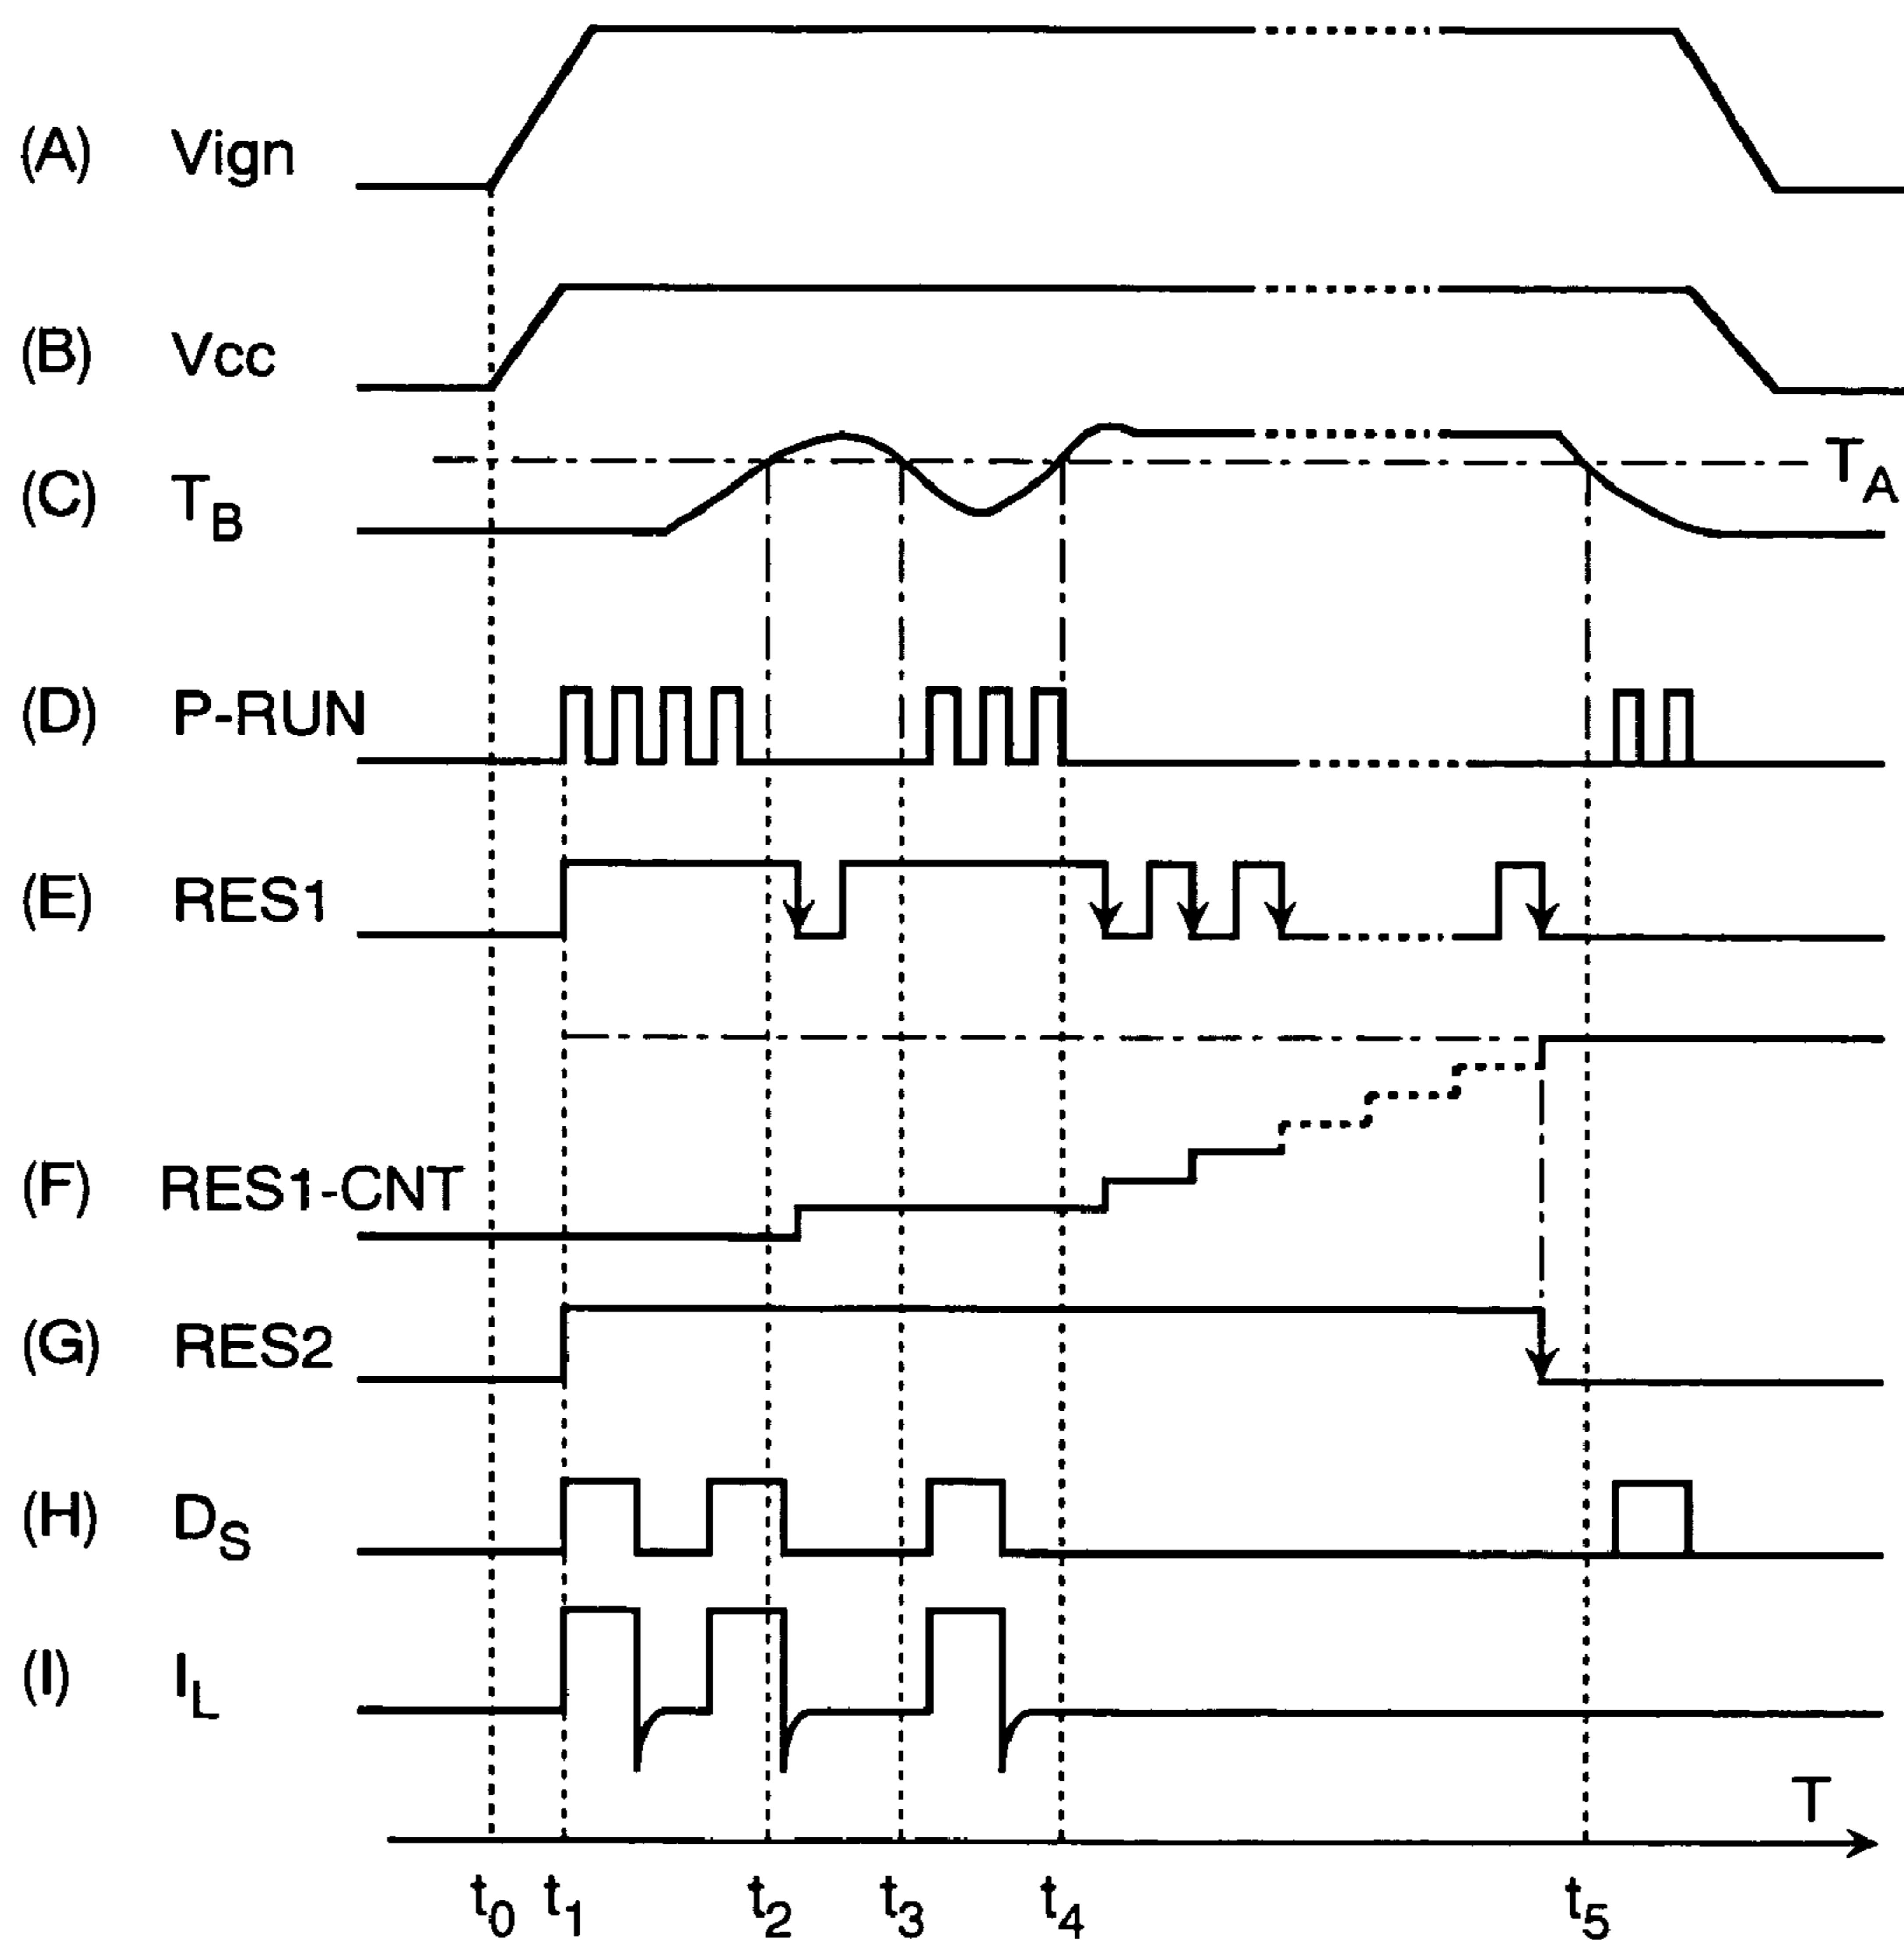 (A) Vign
(B) Vcc
(C) TB TA
(D) P-RUN
(E) RES1
(F) RES1-CNT
(G) RES2
(H) DS
(I) IL
T
t0 t1 t2 t3 t4 t5